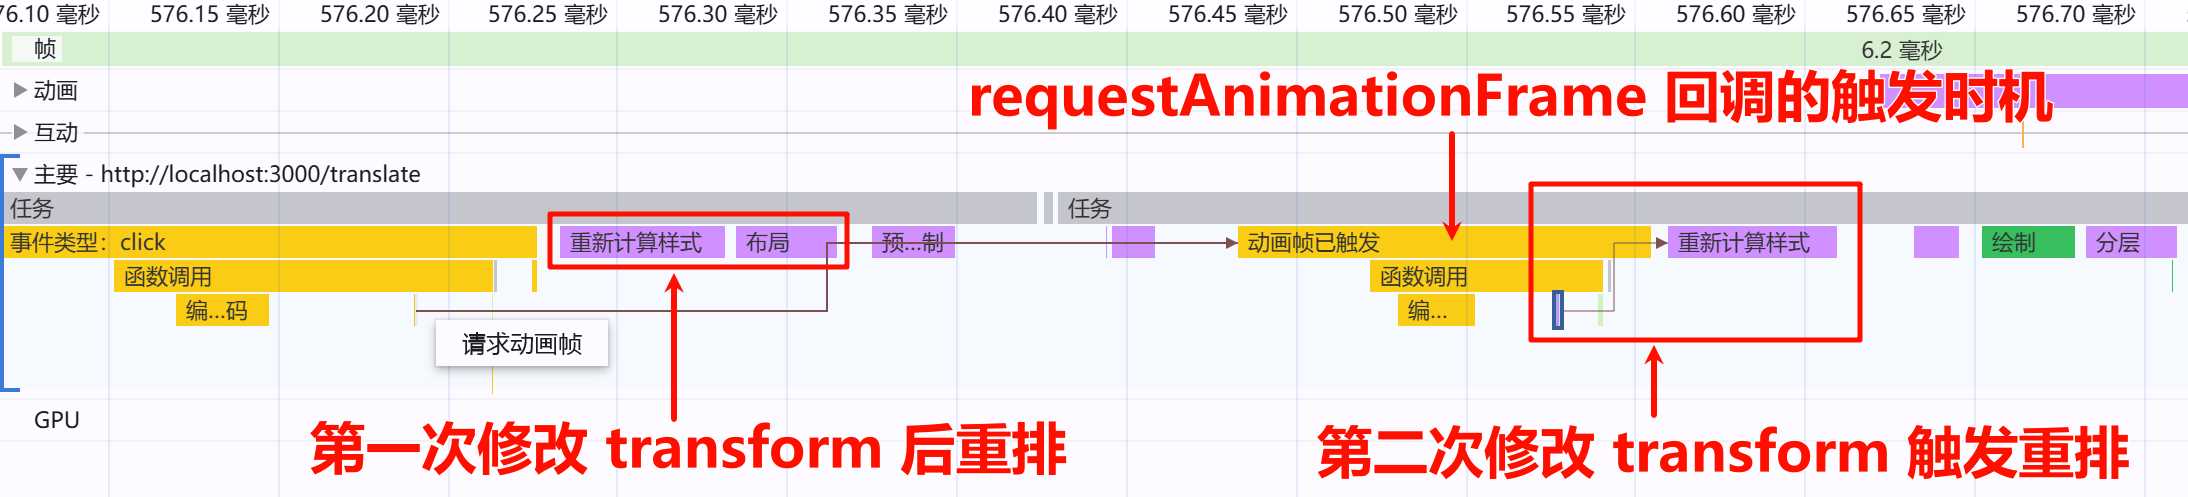 76.10 毫秒 576.15 毫秒 576.20 毫秒 576.25 毫秒 576.30 毫秒 576.35 毫秒 576.40 毫秒 576.45 毫秒 576.50 毫秒 576.55 毫秒 576.60 毫秒 576.65 毫秒 576.70 毫秒
帧 6.2 毫秒
动画
requestAnimationFrame 回调的触发时机
互动
主要 - http://localhost:3000/translate
任务 任务
事件类型：click 重新计算样式 布局 预…制 动画帧已触发 重新计算样式 绘制 分层
函数调用 函数调用
编…码 编…
请求动画帧
GPU
第一次修改 transform 后重排 第二次修改 transform 触发重排